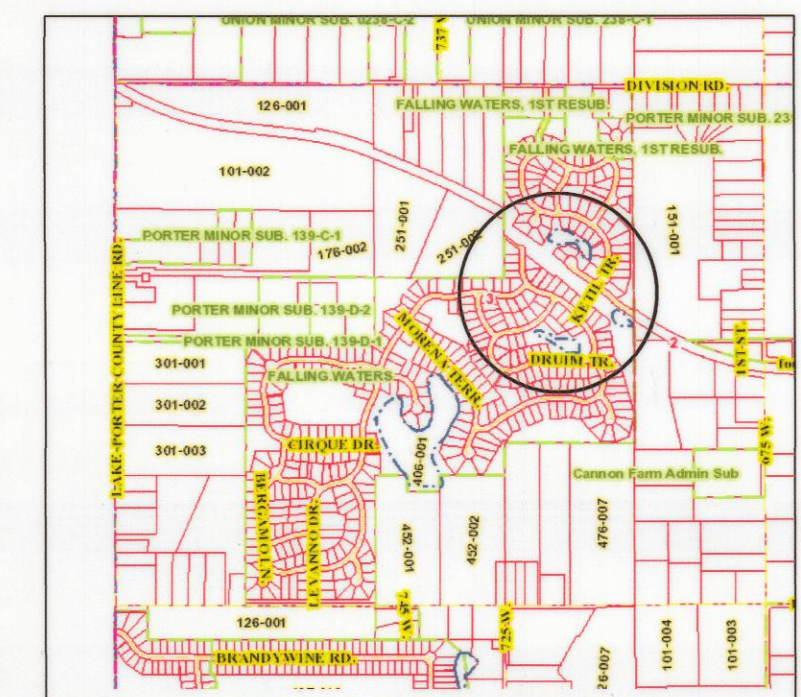 UNION MINOR SUB. 0238-C-2
UNION MINOR SUB. 238-C-1
737 W
DIVISION RD.
126-001
FALLING WATERS, 1ST RESUB.
PORTER MINOR SUB. 23
FALLING WATERS, 1ST RESUB.
101-002
251-001
151-001
PORTER MINOR SUB. 139-C-1
176-002
LAKE-PORTER COUNTY LINE RD.
KETIL TR.
3
PORTER MINOR SUB. 139-D-2
MORENA TERR.
PORTER MINOR SUB. 139-D-1
2
1ST ST.
301-001
DRUIM TR.
FALLING WATERS
301-002
CIRQUE DR.
301-003
406-001
675 W.
Cannon Farm Admin Sub
BERGAMO LN.
LEVANNO DR.
452-001
452-002
476-007
745 W.
725 W.
126-001
101-004
101-003
76-007
BRANDYWINE RD.